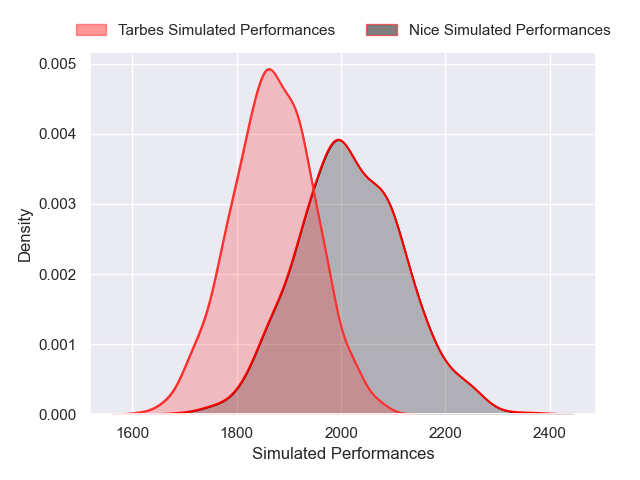 Tarbes Simulated Performances Nice Simulated Performances
0.005
0.004
0.003
0.002
0.001
0.000
Density
1600 1800 2000 2200 2400
Simulated Performances